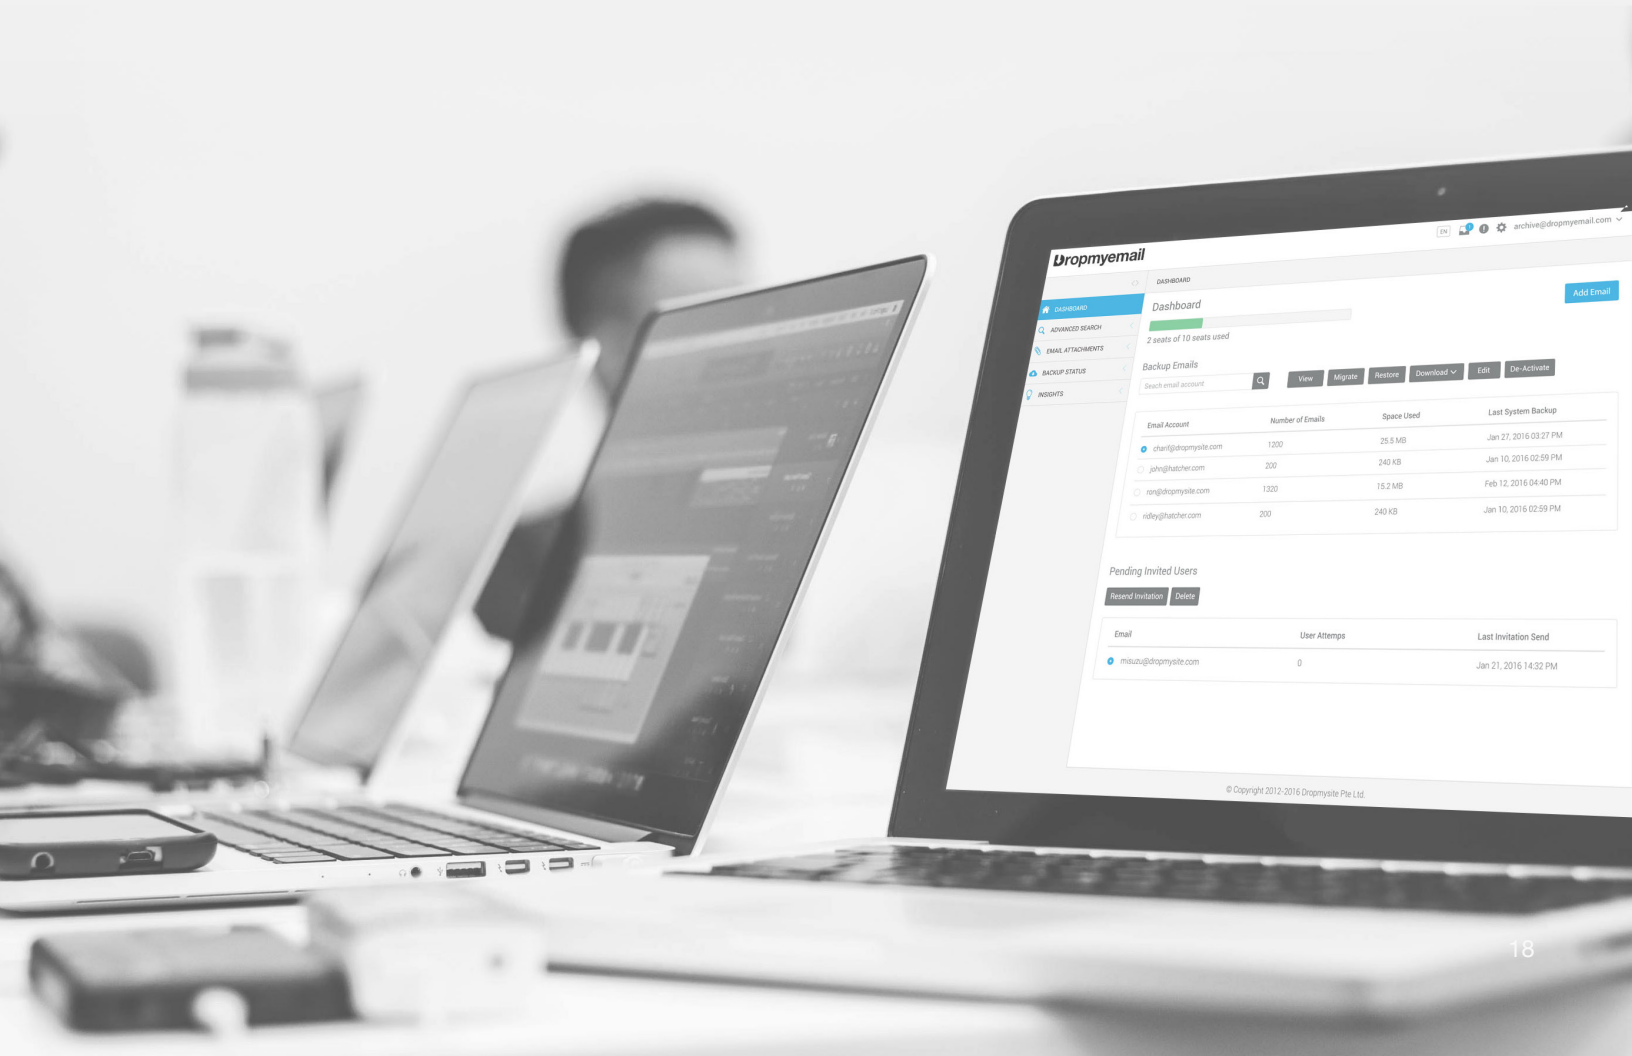 Dropmyemail
EN
archive@dropmyemail.com
DASHBOARD
DASHBOARD
ADVANCED SEARCH
EMAIL ATTACHMENTS
BACKUP STATUS
INSIGHTS
Dashboard
Add Email
2 seats of 10 seats used
Backup Emails
Seach email account
View Migrate Restore Download Edit De-Activate
Email Account Number of Emails Space Used Last System Backup
charif@dropmysite.com 1200 25.5 MB Jan 27, 2016 03:27 PM
john@hatcher.com 200 240 KB Jan 10, 2016 02:59 PM
ron@dropmysite.com 1320 15.2 MB Feb 12, 2016 04:40 PM
ridley@hatcher.com 200 240 KB Jan 10, 2016 02:59 PM
Pending Invited Users
Resend Invitation Delete
Email User Attemps Last Invitation Send
misuzu@dropmysite.com 0 Jan 21, 2016 14:32 PM
© Copyright 2012-2016 Dropmysite Pte Ltd.
18